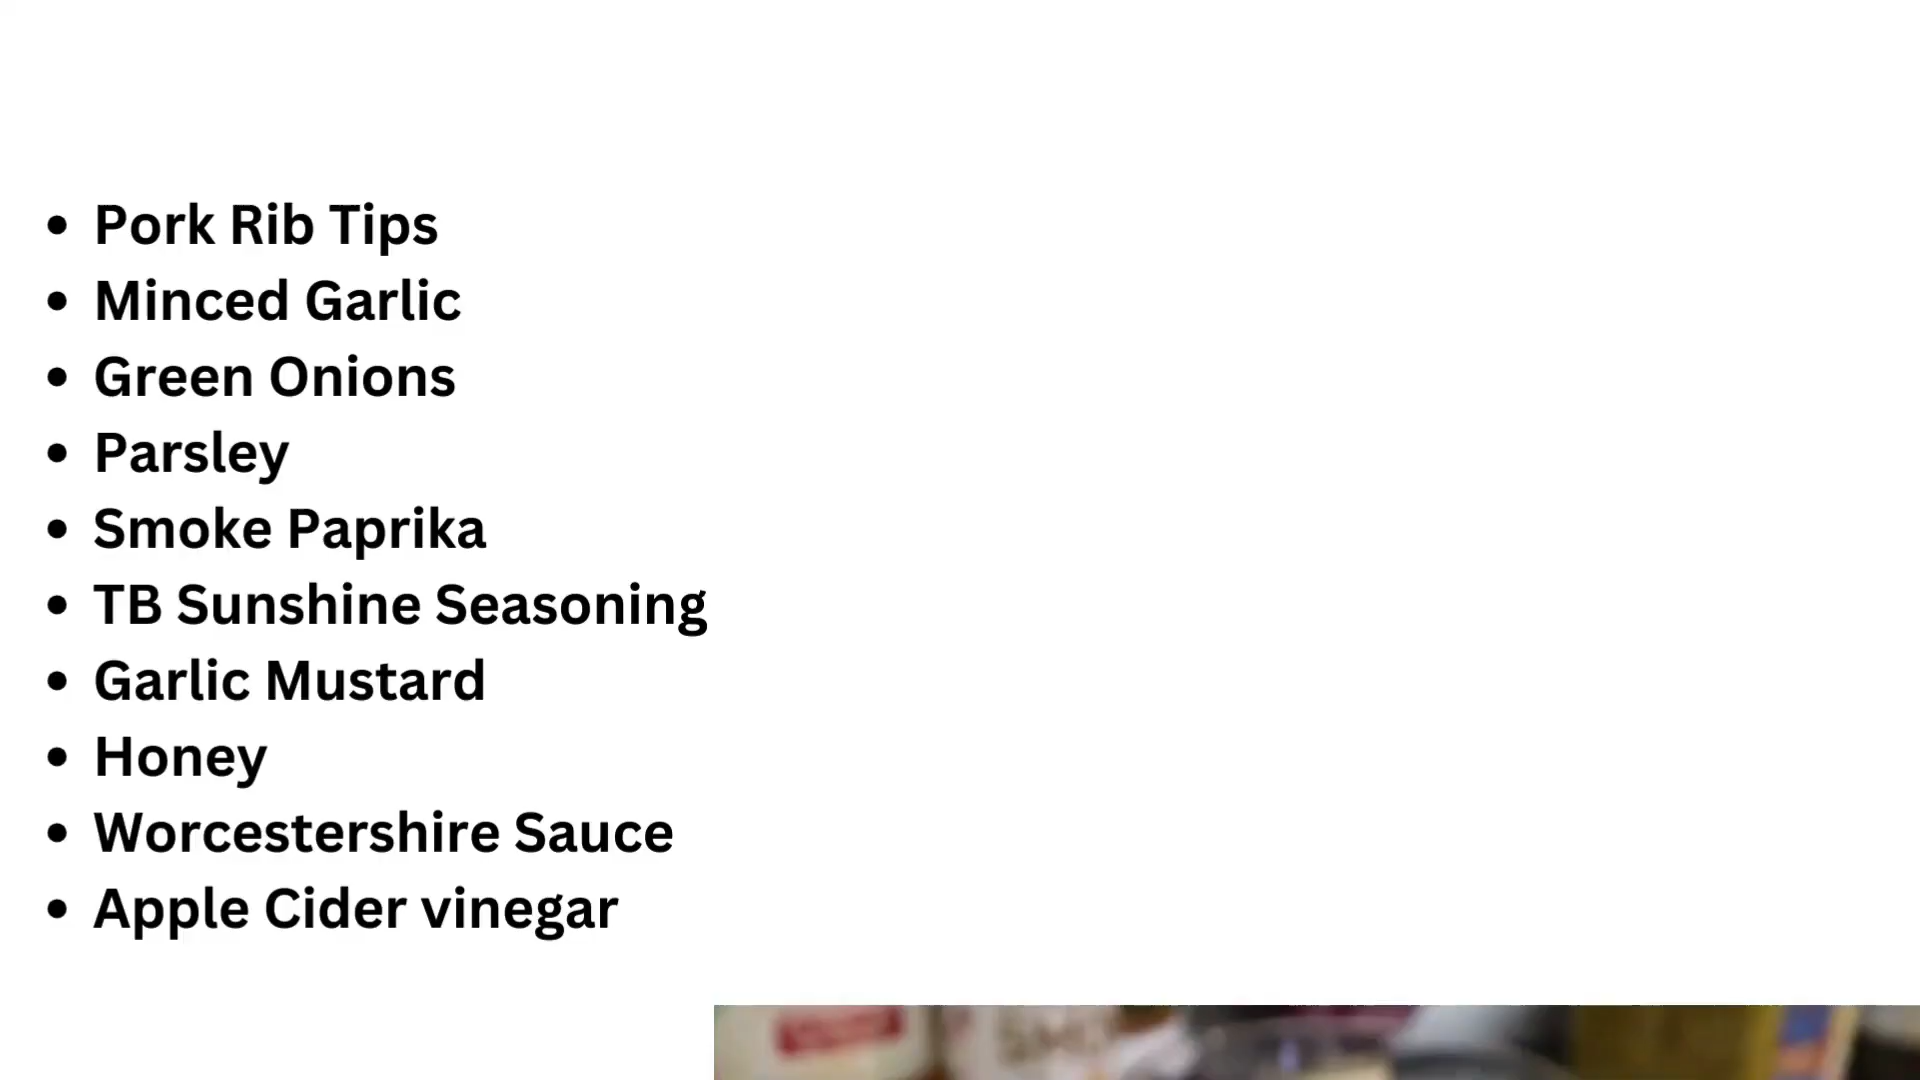 • Pork Rib Tips
• Minced Garlic
• Green Onions
• Parsley
• Smoke Paprika
• TB Sunshine Seasoning
• Garlic Mustard
• Honey
• Worcestershire Sauce
• Apple Cider vinegar